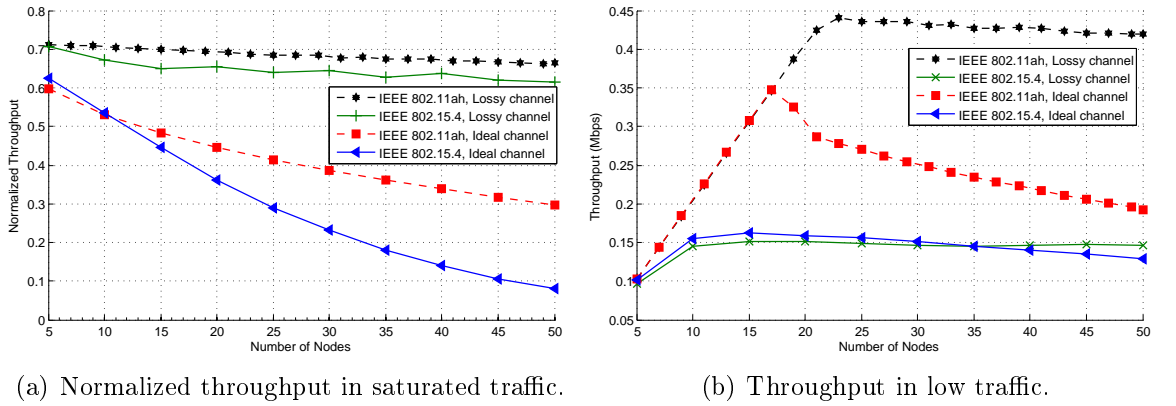 0.8
0.7
0.6
0.5
0.4
0.3
0.2
0.1
0
5 10 15 20 25 30 35 40 45 50
Normalized Throughput
Number of Nodes
IEEE 802.11ah, Lossy channel
IEEE 802.15.4, Lossy channel
IEEE 802.11ah, Ideal channel
IEEE 802.15.4, Ideal channel
(a) Normalized throughput in saturated traffic.
0.45
0.4
0.35
0.3
0.25
0.2
0.15
0.1
0.05
5 10 15 20 25 30 35 40 45 50
Throughput (Mbps)
Number of Nodes
IEEE 802.11ah, Lossy channel
IEEE 802.15.4, Lossy channel
IEEE 802.11ah, Ideal channel
IEEE 802.15.4, Ideal channel
(b) Throughput in low traffic.